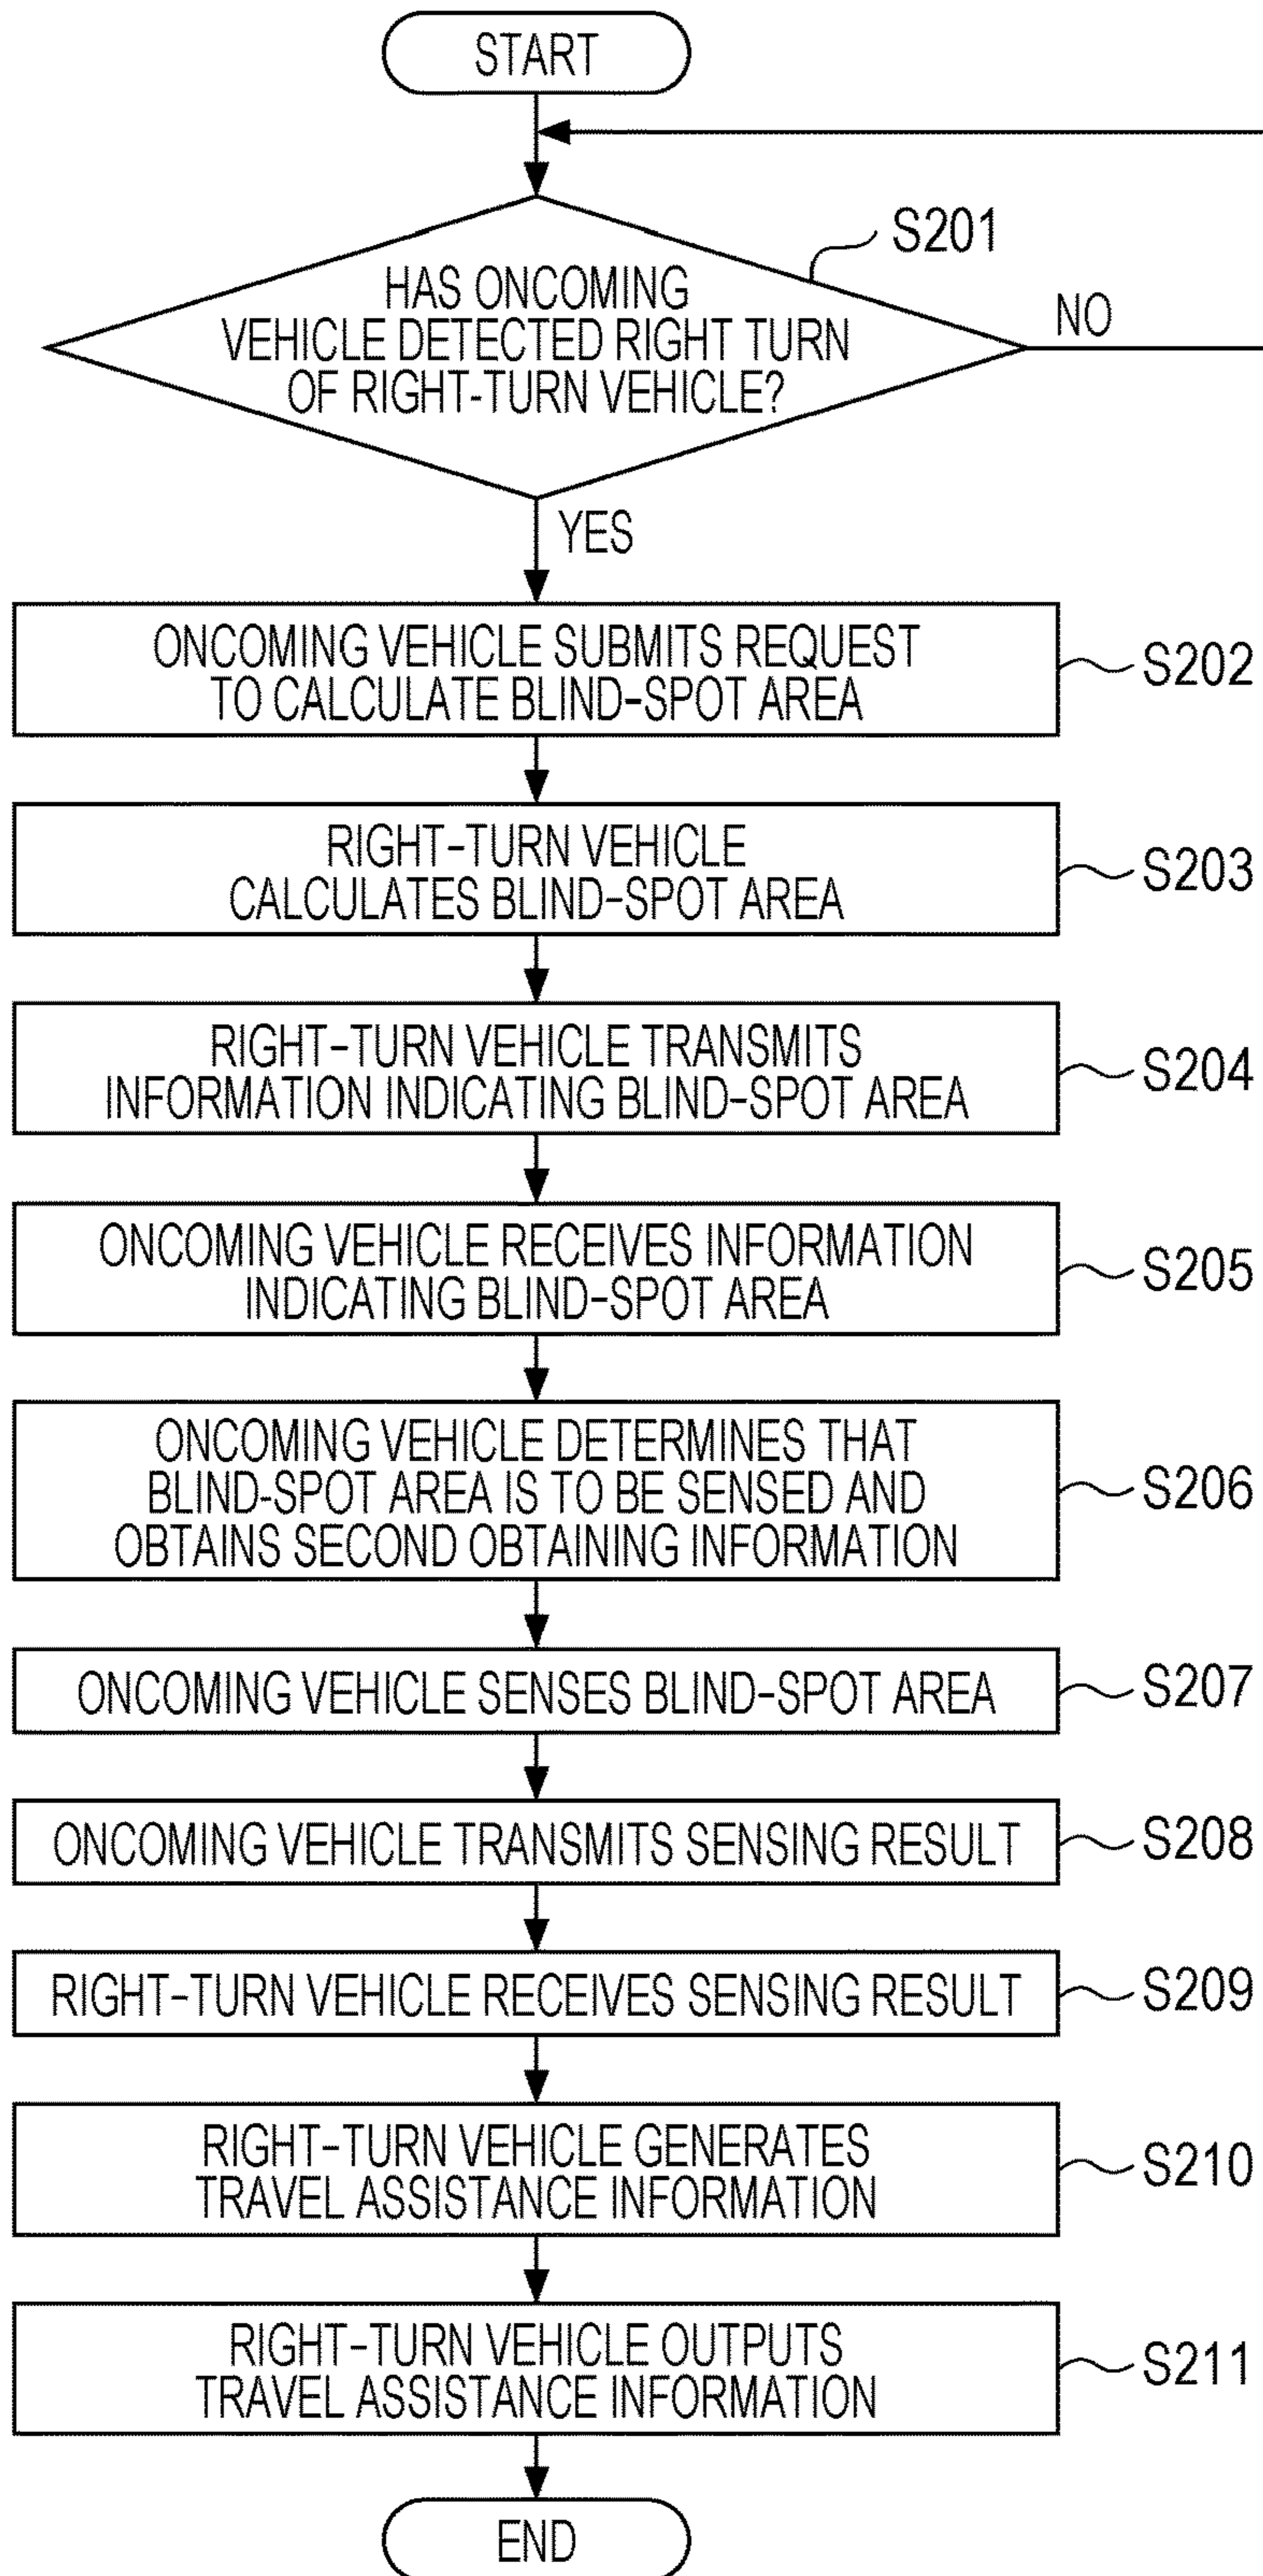 START
S201
HAS ONCOMING
VEHICLE DETECTED RIGHT TURN
OF RIGHT-TURN VEHICLE?
NO
YES
ONCOMING VEHICLE SUBMITS REQUEST
TO CALCULATE BLIND-SPOT AREA
S202
RIGHT-TURN VEHICLE
CALCULATES BLIND-SPOT AREA
S203
RIGHT-TURN VEHICLE TRANSMITS
INFORMATION INDICATING BLIND-SPOT AREA
S204
ONCOMING VEHICLE RECEIVES INFORMATION
INDICATING BLIND-SPOT AREA
S205
ONCOMING VEHICLE DETERMINES THAT
BLIND-SPOT AREA IS TO BE SENSED AND
OBTAINS SECOND OBTAINING INFORMATION
S206
ONCOMING VEHICLE SENSES BLIND-SPOT AREA
S207
ONCOMING VEHICLE TRANSMITS SENSING RESULT
S208
RIGHT-TURN VEHICLE RECEIVES SENSING RESULT
S209
RIGHT-TURN VEHICLE GENERATES
TRAVEL ASSISTANCE INFORMATION
S210
RIGHT-TURN VEHICLE OUTPUTS
TRAVEL ASSISTANCE INFORMATION
S211
END